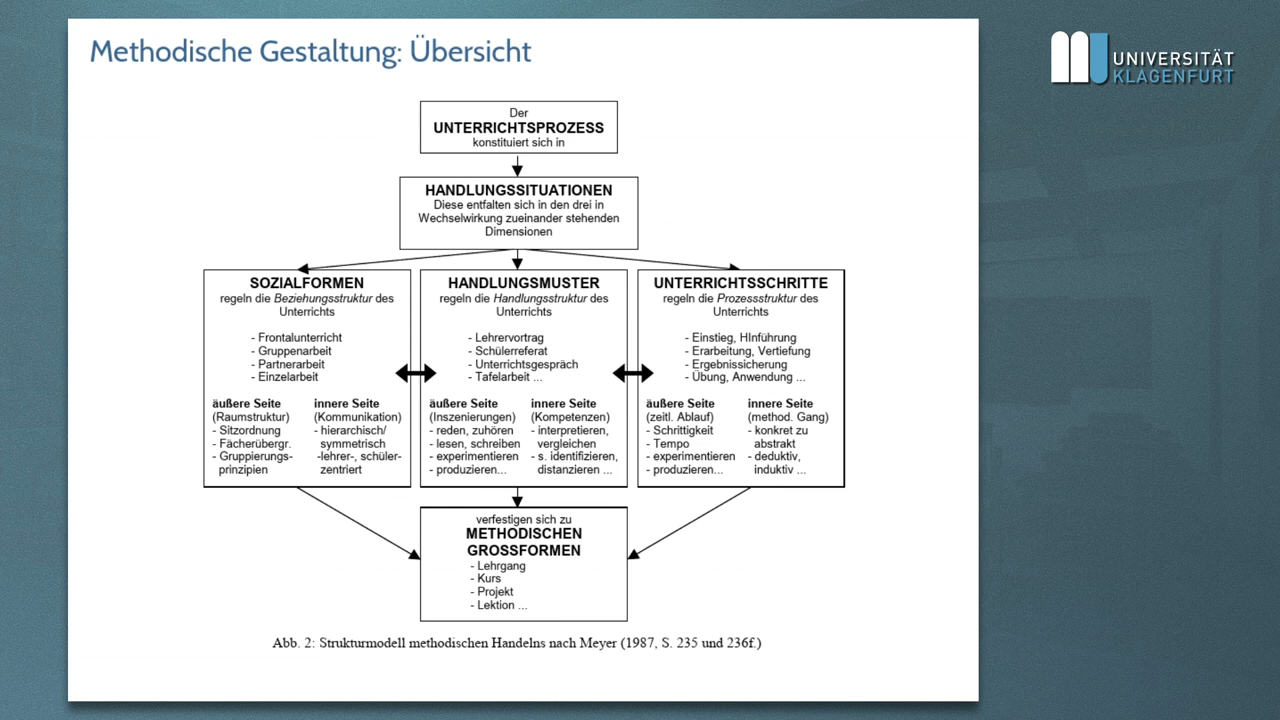 Methodische Gestaltung: Übersicht
UNIVERSITÄT
KLAGENFURT
Der
UNTERRICHTSPROZESS
konstituiert sich in
HANDLUNGSSITUATIONEN
Diese entfalten sich in den drei in
Wechselwirkung zueinander stehenden
Dimensionen
SOZIALFORMEN
regeln die Beziehungsstruktur des
Unterrichts
- Frontalunterricht
- Gruppenarbeit
- Partnerarbeit
- Einzelarbeit
äußere Seite
(Raumstruktur)
- Sitzordnung
- Fächerübergr.
- Gruppierungs-
prinzipien
innere Seite
(Kommunikation)
- hierarchisch/
symmetrisch
-lehrer-, schüler-
zentriert
HANDLUNGSMUSTER
regeln die Handlungsstruktur des
Unterrichts
- Lehrervortrag
- Schülerreferat
- Unterrichtsgespräch
- Tafelarbeit ...
äußere Seite
(Inszenierungen)
- reden, zuhören
- lesen, schreiben
- experimentieren
- produzieren...
innere Seite
(Kompetenzen)
- interpretieren,
vergleichen
- s. identifizieren,
distanzieren ...
UNTERRICHTSSCHRITTE
regeln die Prozessstruktur des
Unterrichts
- Einstieg, HInführung
- Erarbeitung, Vertiefung
- Ergebnissicherung
- Übung, Anwendung ...
äußere Seite
(zeitl. Ablauf)
- Schrittigkeit
- Tempo
- experimentieren
- produzieren...
innere Seite
(method. Gang)
- konkret zu
abstrakt
- deduktiv,
induktiv ...
verfestigen sich zu
METHODISCHEN
GROSSFORMEN
- Lehrgang
- Kurs
- Projekt
- Lektion ...
Abb. 2: Strukturmodell methodischen Handelns nach Meyer (1987, S. 235 und 236f.)